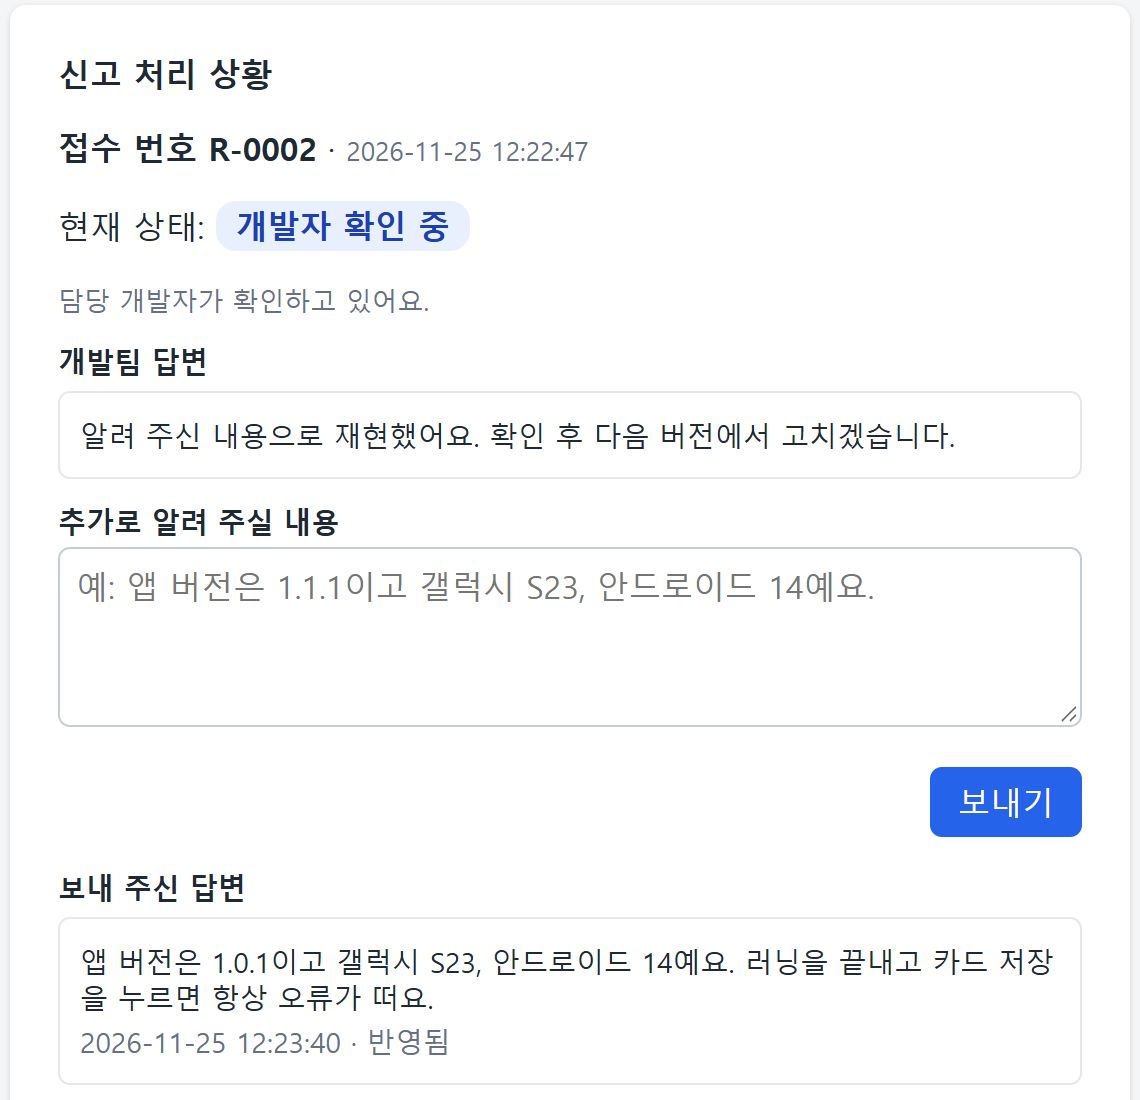 신고 처리 상황
접수 번호 R-0002 · 2026-11-25 12:22:47
현재 상태: 개발자 확인 중
담당 개발자가 확인하고 있어요.
개발팀 답변
알려 주신 내용으로 재현했어요. 확인 후 다음 버전에서 고치겠습니다.
추가로 알려 주실 내용
예: 앱 버전은 1.1.1이고 갤럭시 S23, 안드로이드 14예요.
보내기
보내 주신 답변
앱 버전은 1.0.1이고 갤럭시 S23, 안드로이드 14예요. 러닝을 끝내고 카드 저장
을 누르면 항상 오류가 떠요.
2026-11-25 12:23:40 · 반영됨